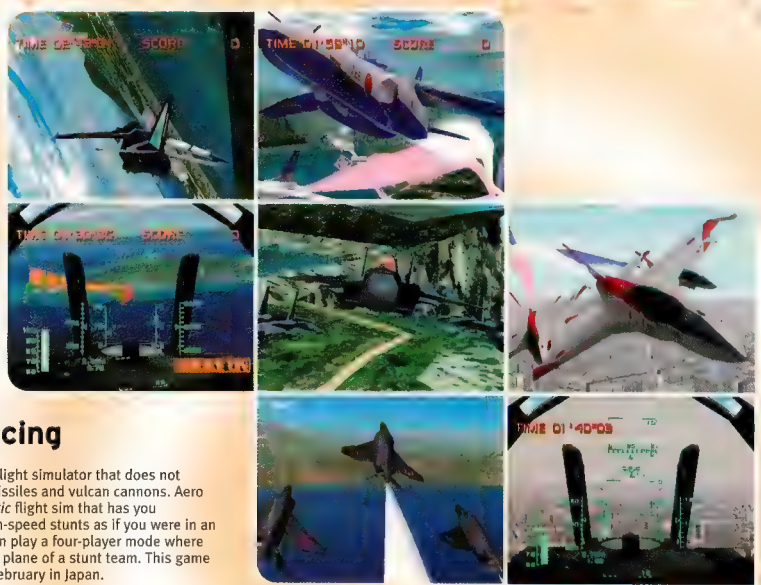 TIME SCORE 0
TIME 01'58"10 SCORE 0
SCORE 0
TIME 01'40"03
cing
light simulator that does not
issiles and vulcan cannons. Aero
ic flight sim that has you
n-speed stunts as if you were in an
n play a four-player mode where
plane of a stunt team. This game
ebruary in Japan.